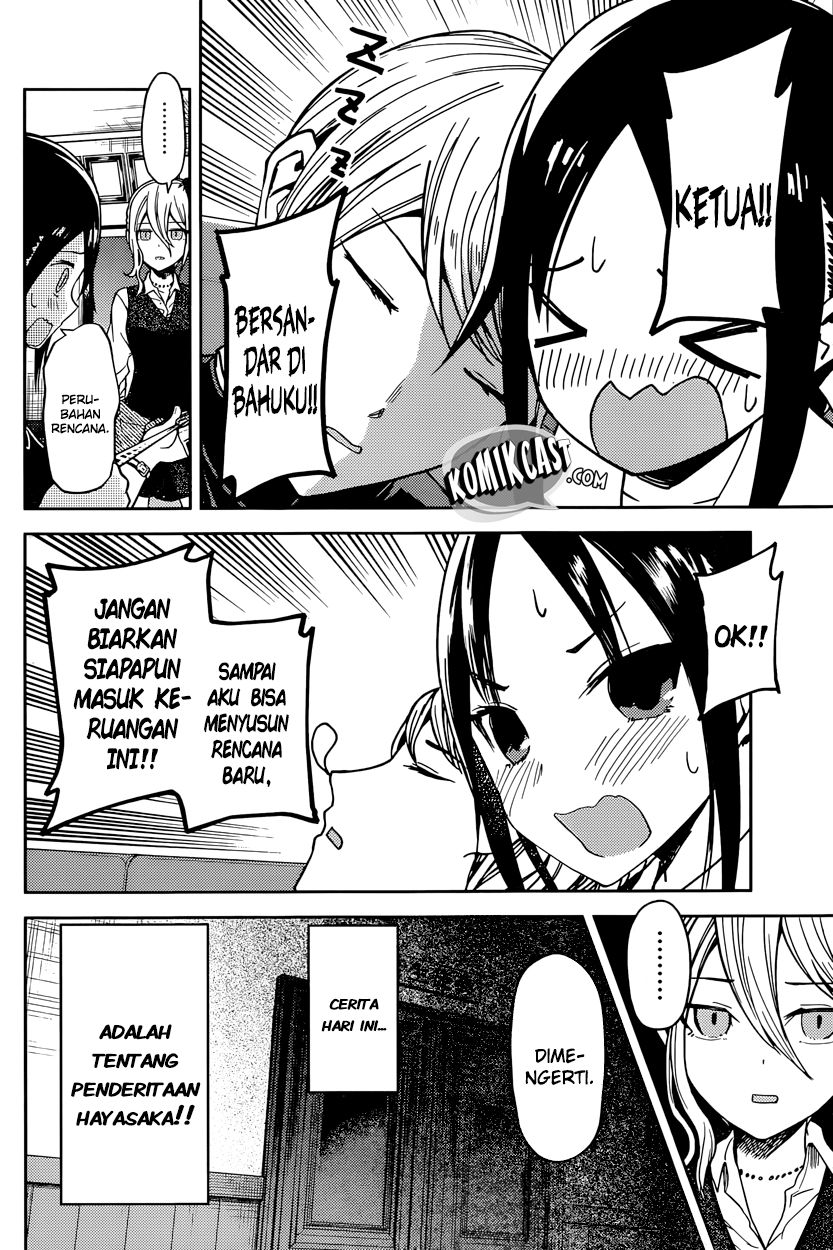 Z
Z
Z
Z
KETUA!!
BERSAN-
DAR DI
BAHUKU!!
KOMIKCAST
.COM
........
PERU-
BAHAN
RENCANA.
OK!!
SAMPAI
AKU BISA
MENYUSUN
RENCANA
BARU,
JANGAN
BIARKAN
SIAPAPUN
MASUK KE-
RUANGAN
INI!!
........
DIME-
NGERTI.
CERITA
HARI INI...
ADALAH
TENTANG
PENDERITAAN
HAYASAKA!!